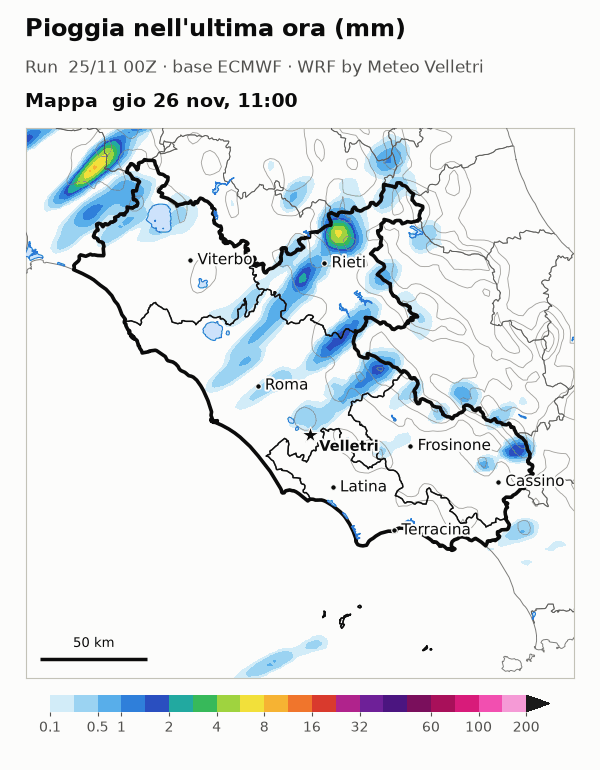 Pioggia nell'ultima ora (mm)
Run  25/11 00Z · base ECMWF · WRF by Meteo Velletri
Mappa  gio 26 nov, 11:00
Viterbo
Rieti
Roma
Velletri
Frosinone
Cassino
Latina
Terracina
50 km
0.1 0.5 1 2 4 8 16 32 60 100 200